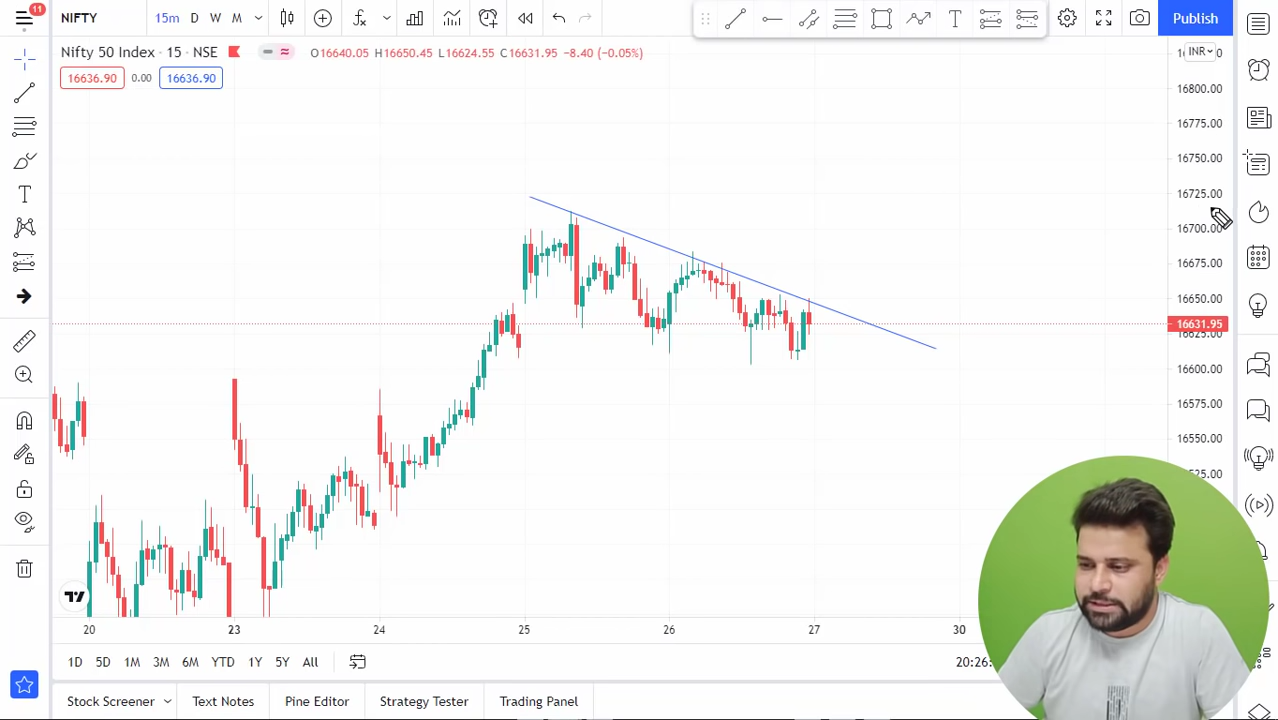 11
NIFTY
15m D W M
Publish
Nifty 50 Index · 15 · NSE
O16640.05 H16650.45 L16624.55 C16631.95 -8.40 (-0.05%)
INR
16636.90 0.00 16636.90
16800.00
16775.00
16750.00
16725.00
16700.00
16675.00
16650.00
16631.95
16625.00
16600.00
16575.00
16550.00
20 23 24 25 26 27 30
1D 5D 1M 3M 6M YTD 1Y 5Y All
20:26:
Stock Screener Text Notes Pine Editor Strategy Tester Trading Panel